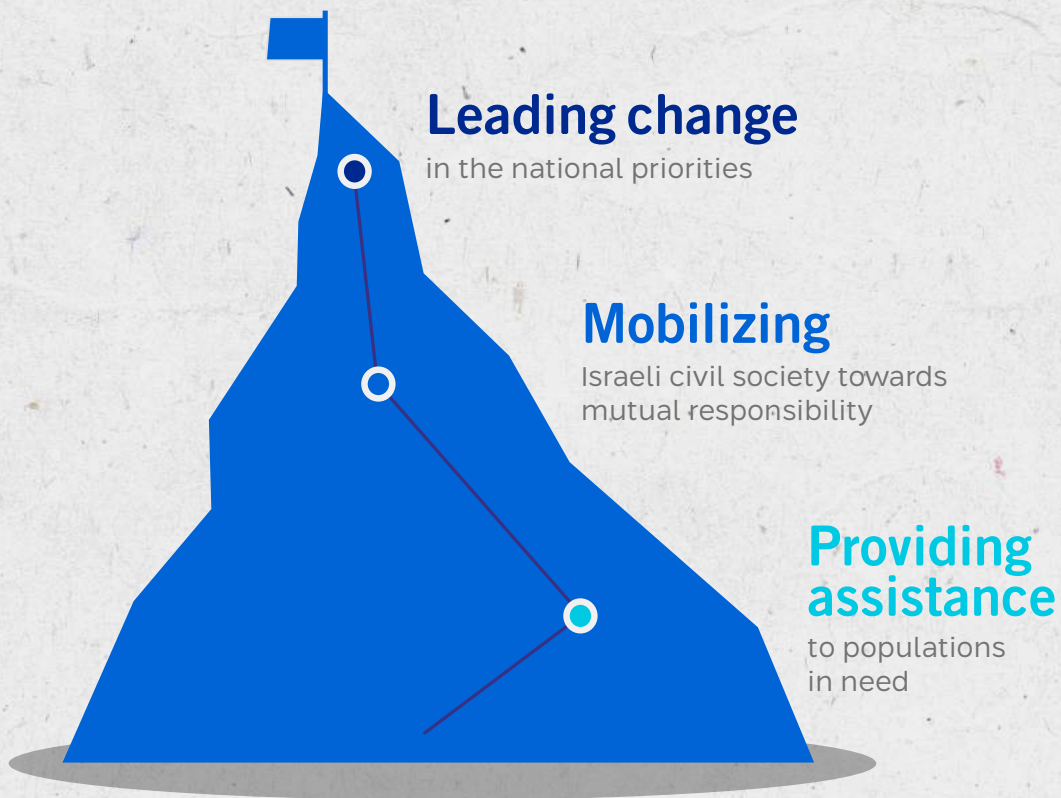 Leading change
in the national priorities
Mobilizing
Israeli civil society towards
mutual responsibility
Providing
assistance
to populations
in need